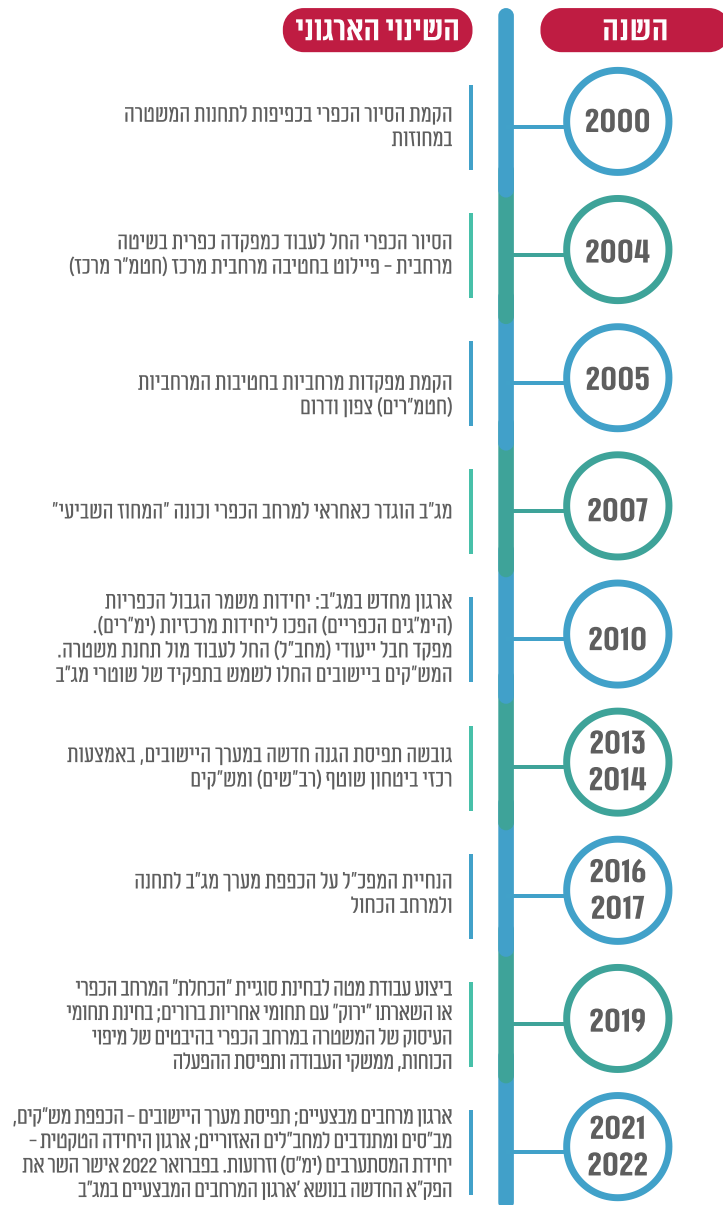 השנה
השינוי הארגוני
2000
הקמת הסיור הכפרי בכפיפות לתחנות המשטרה
במחוזות
2004
הסיור הכפרי החל לעבוד כמפקדה כפרית בשיטה
מרחבית - פיילוט בחטיבה מרחבית מרכז (חטמ"ר מרכז)
2005
הקמת מפקדות מרחביות בחטיבות המרחביות
(חטמ"רים) צפון ודרום
2007
מג"ב הוגדר כאחראי למרחב הכפרי וכונה "המחוז השביעי"
2010
ארגון מחדש במג"ב: יחידות משמר הגבול הכפריות
(הימ"גים הכפריים) הפכו ליחידות מרכזיות (ימ"רים).
מפקד חבל ייעודי (מחב"ל) החל לעבוד מול תחנת משטרה.
המש"קים ביישובים החלו לשמש בתפקיד של שוטרי מג"ב
2013
2014
גובשה תפיסת הגנה חדשה במערך היישובים, באמצעות
רכזי ביטחון שוטף (רב"שים) ומש"קים
2016
2017
הנחיית המפכ"ל על הכפפת מערך מג"ב לתחנה
ולמרחב הכחול
2019
ביצוע עבודת מטה לבחינת סוגיית "הכחלת" המרחב הכפרי
או השארתו "ירוק" עם תחומי אחריות ברורים; בחינת תחומי
העיסוק של המשטרה במרחב הכפרי בהיבטים של מיפוי
הכוחות, ממשקי העבודה ותפיסת ההפעלה
2021
2022
ארגון מרחבים מבצעיים; תפיסת מערך היישובים - הכפפת מש"קים,
מב"סים ומתנדבים למחב"לים האזוריים; ארגון היחידה הטקטית -
יחידת המסתערבים (ימ"ס) וזרועות. בפברואר 2022 אישר השר את
הפק"א החדשה בנושא 'ארגון המרחבים המבצעיים במג"ב